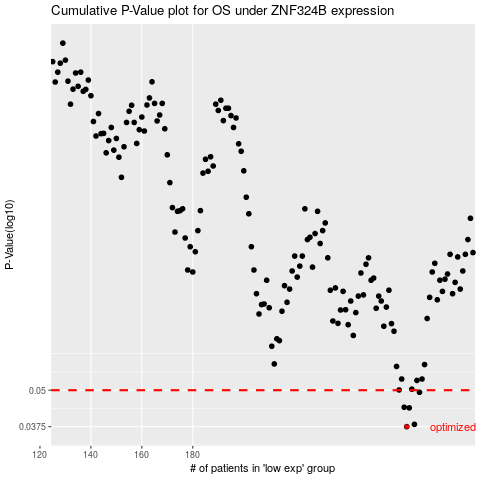 Cumulative P-Value plot for OS under ZNF324B expression
P-Value(log10)
0.05
0.0375
optimized
120 140 160 180
# of patients in 'low exp' group